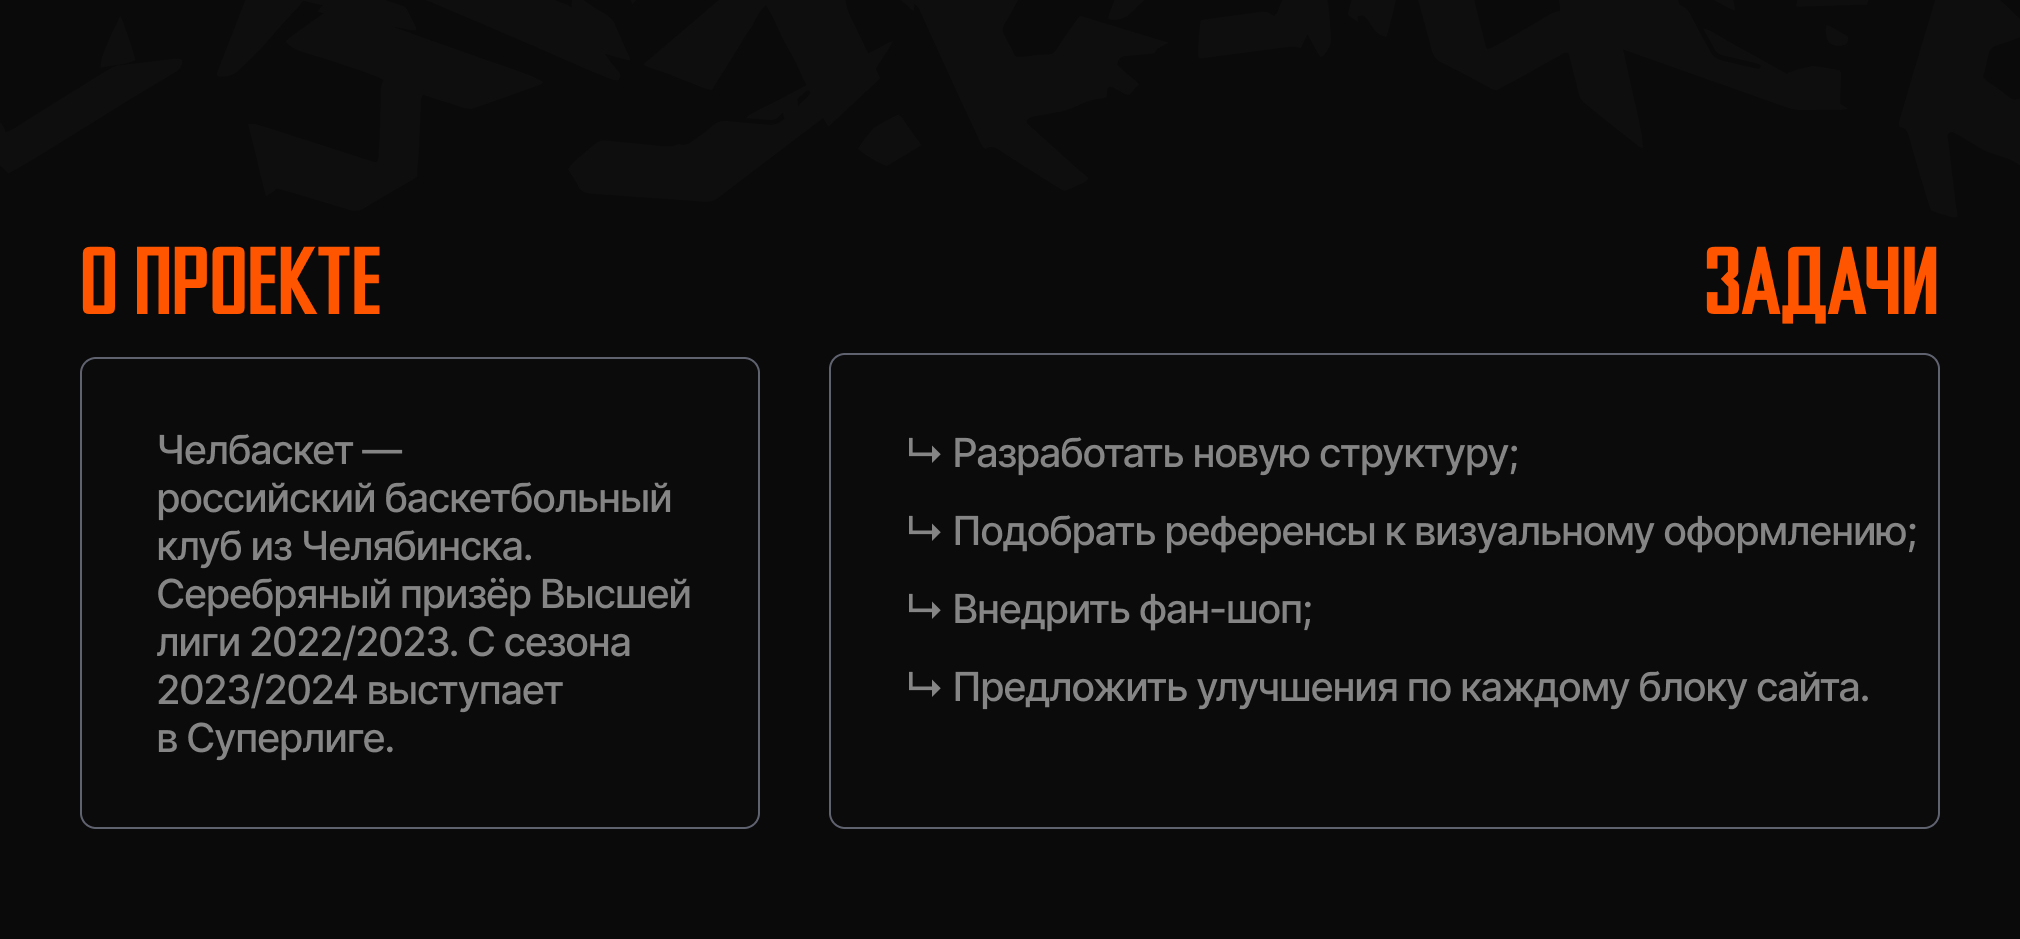 О ПРОЕКТЕ
Челбаскет —
российский баскетбольный
клуб из Челябинска.
Серебряный призёр Высшей
лиги 2022/2023. С сезона
2023/2024 выступает
в Суперлиге.
ЗАДАЧИ
↳ Разработать новую структуру;
↳ Подобрать референсы к визуальному оформлению;
↳ Внедрить фан-шоп;
↳ Предложить улучшения по каждому блоку сайта.